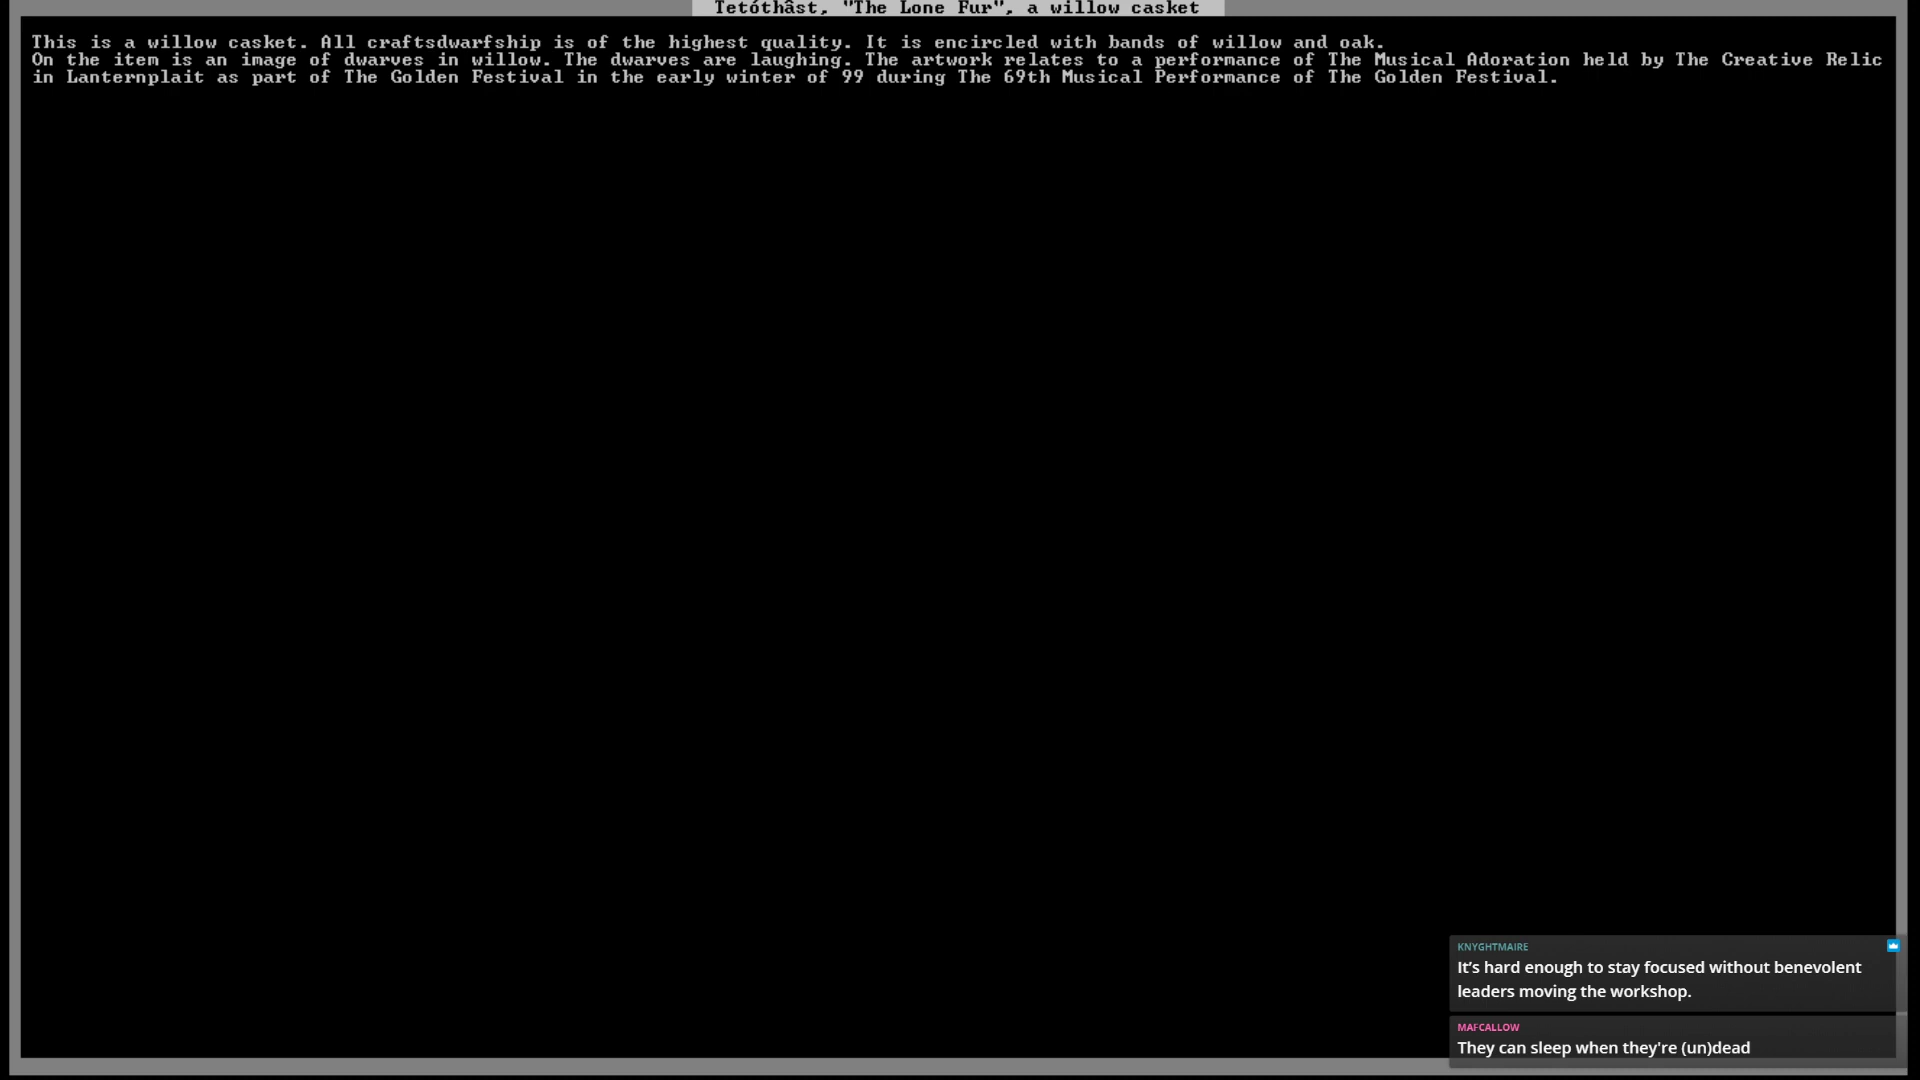 Tetóthâst, "The Lone Fur", a willow casket
This is a willow casket. All craftsdwarfship is of the highest quality. It is encircled with bands of willow and oak.
On the item is an image of dwarves in willow. The dwarves are laughing. The artwork relates to a performance of The Musical Adoration held by The Creative Relic
in Lanternplait as part of The Golden Festival in the early winter of 99 during The 69th Musical Performance of The Golden Festival.
KNYGHTMAIRE
It’s hard enough to stay focused without benevolent
leaders moving the workshop.
MAFCALLOW
They can sleep when they're (un)dead